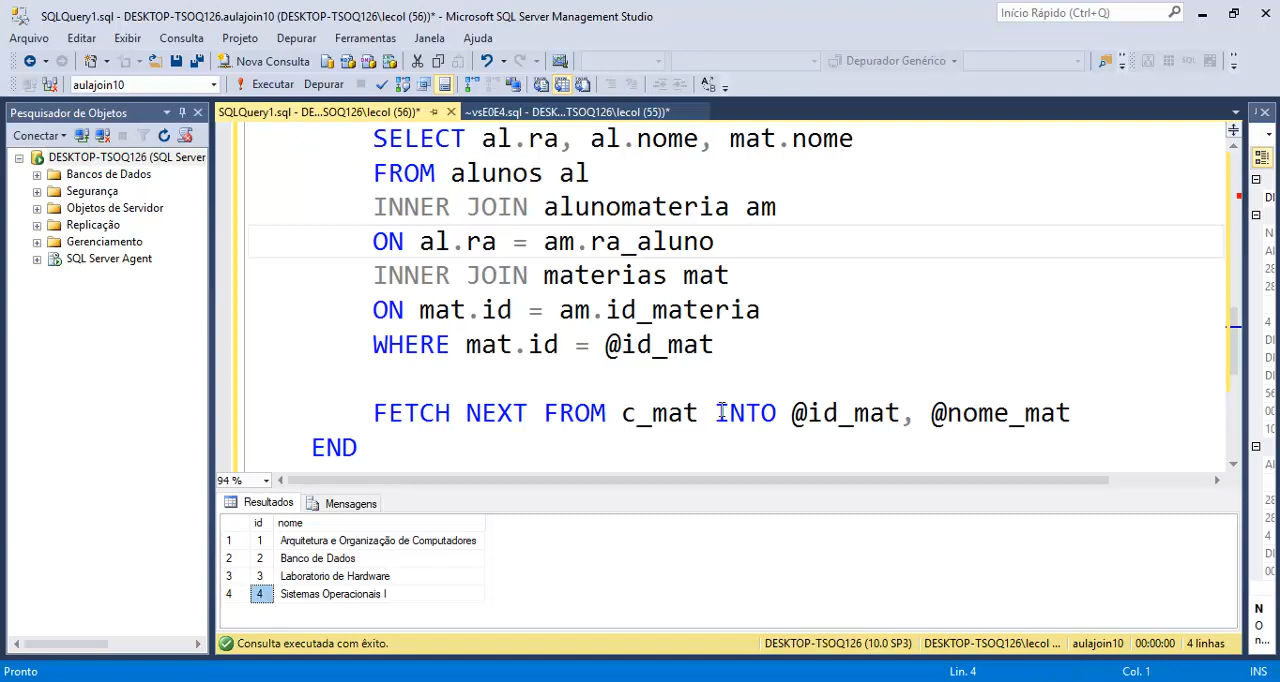 SQLQuery1.sql - DESKTOP-TSOQ126.aulajoin10 (DESKTOP-TSOQ126\lecol (56))* - Microsoft SQL Server Management Studio
Início Rápido (Ctrl+Q)
Arquivo Editar Exibir Consulta Projeto Depurar Ferramentas Janela Ajuda
Nova Consulta Depurador Genérico
aulajoin10 Executar Depurar
Pesquisador de Objetos
SQLQuery1.sql - DE...SOQ126\lecol (56))* ~vsE0E4.sql - DESK...TSOQ126\lecol (55))*
Conectar
DESKTOP-TSOQ126 (SQL Server
Bancos de Dados
Segurança
Objetos de Servidor
Replicação
Gerenciamento
SQL Server Agent
SELECT al.ra, al.nome, mat.nome
FROM alunos al
INNER JOIN alunomateria am
ON al.ra = am.ra_aluno
INNER JOIN materias mat
ON mat.id = am.id_materia
WHERE mat.id = @id_mat
FETCH NEXT FROM c_mat INTO @id_mat, @nome_mat
END
94 %
Resultados Mensagens
id nome
1 1 Arquitetura e Organização de Computadores
2 2 Banco de Dados
3 3 Laboratorio de Hardware
4 4 Sistemas Operacionais I
Consulta executada com êxito. DESKTOP-TSOQ126 (10.0 SP3) DESKTOP-TSOQ126\lecol ... aulajoin10 00:00:00 4 linhas
Pronto Lin. 4 Col. 1 INS